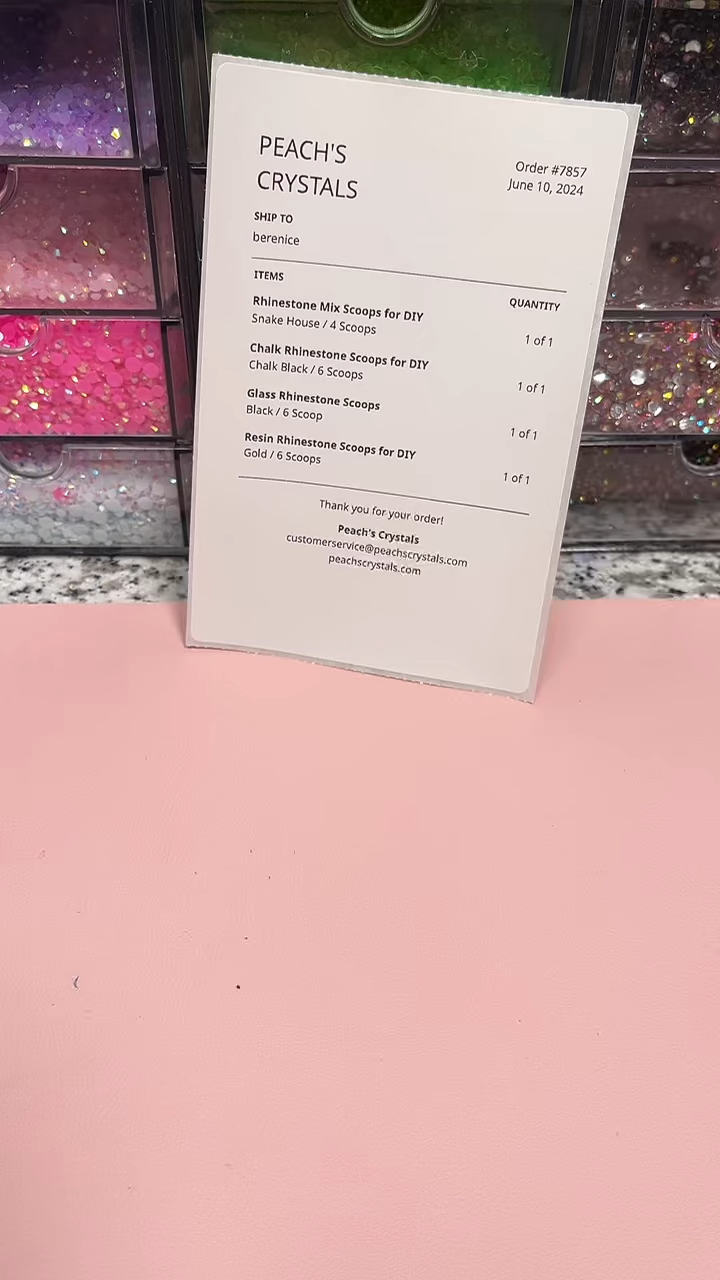 PEACH'S
CRYSTALS
Order #7857
June 10, 2024
SHIP TO
berenice
ITEMS
QUANTITY
Rhinestone Mix Scoops for DIY
Snake House / 4 Scoops
1 of 1
Chalk Rhinestone Scoops for DIY
Chalk Black / 6 Scoops
1 of 1
Glass Rhinestone Scoops
Black / 6 Scoop
1 of 1
Resin Rhinestone Scoops for DIY
Gold / 6 Scoops
1 of 1
Thank you for your order!
Peach's Crystals
customerservice@peachscrystals.com
peachscrystals.com